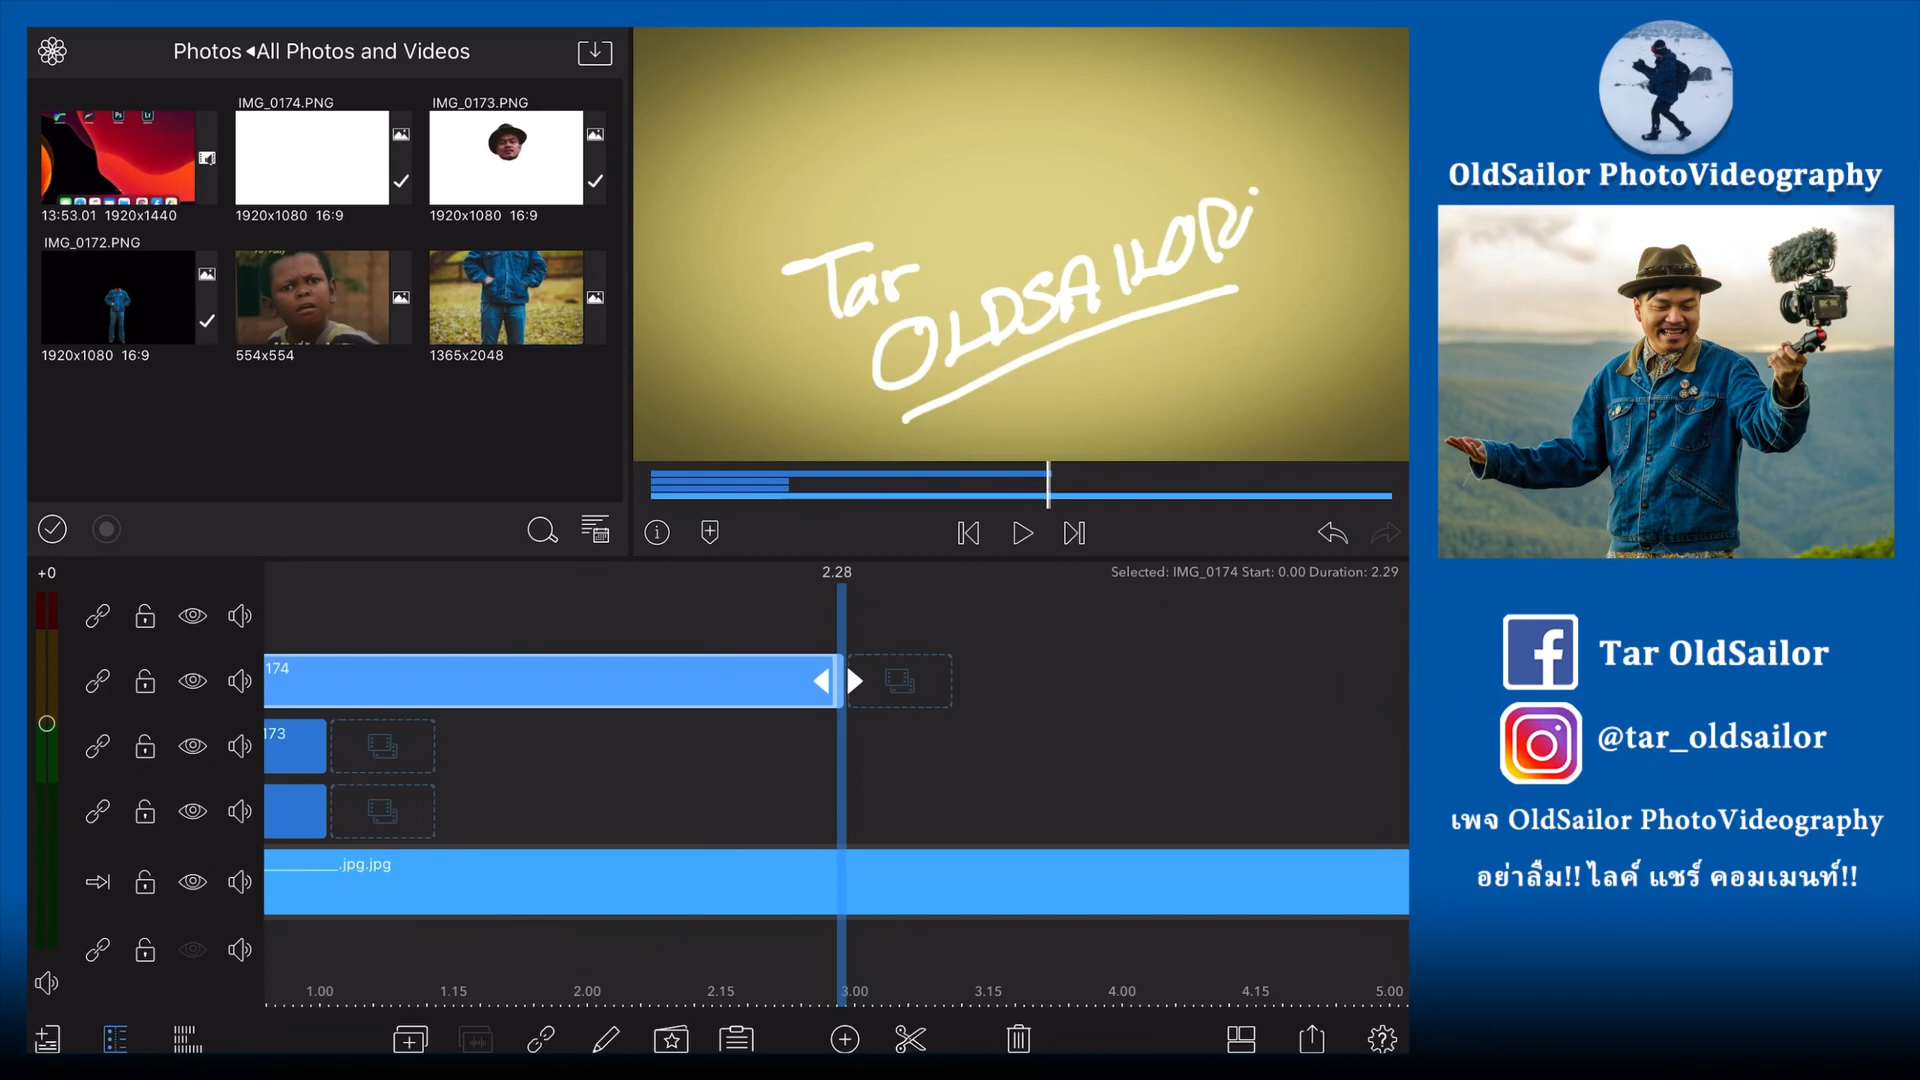 Photos ◂All Photos and Videos
IMG_0174.PNG
IMG_0173.PNG
Ps
Lr
13:53.01 1920x1440
1920x1080 16:9
1920x1080 16:9
IMG_0172.PNG
1920x1080 16:9
554x554
1365x2048
Tar
OLDSAILOR
+0
2.28
Selected: IMG_0174 Start: 0.00 Duration: 2.29
174
173
.jpg.jpg
1.00
1.15
2.00
2.15
3.00
3.15
4.00
4.15
5.00
OldSailor PhotoVideography
Tar OldSailor
@tar_oldsailor
เพจ OldSailor PhotoVideography
อย่าลืม!! ไลค์ แชร์ คอมเมนท์!!